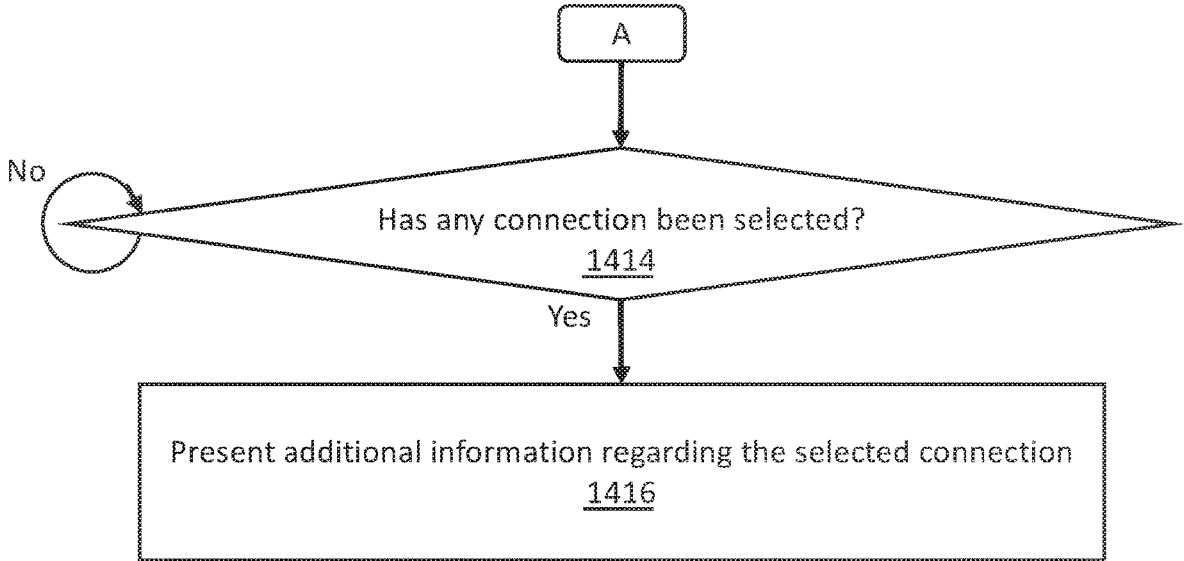 A
No
Has any connection been selected?
1414
Yes
Present additional information regarding the selected connection
1416